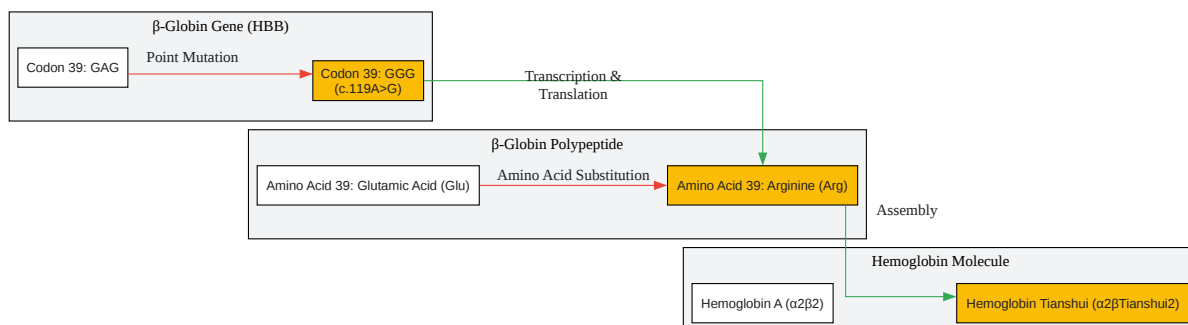 β-Globin Gene (HBB)
Codon 39: GAG
Point Mutation
Codon 39: GGG
(c.119A>G)
Transcription &
Translation
β-Globin Polypeptide
Amino Acid 39: Glutamic Acid (Glu)
Amino Acid Substitution
Amino Acid 39: Arginine (Arg)
Assembly
Hemoglobin Molecule
Hemoglobin A (α2β2)
Hemoglobin Tianshui (α2βTianshui2)